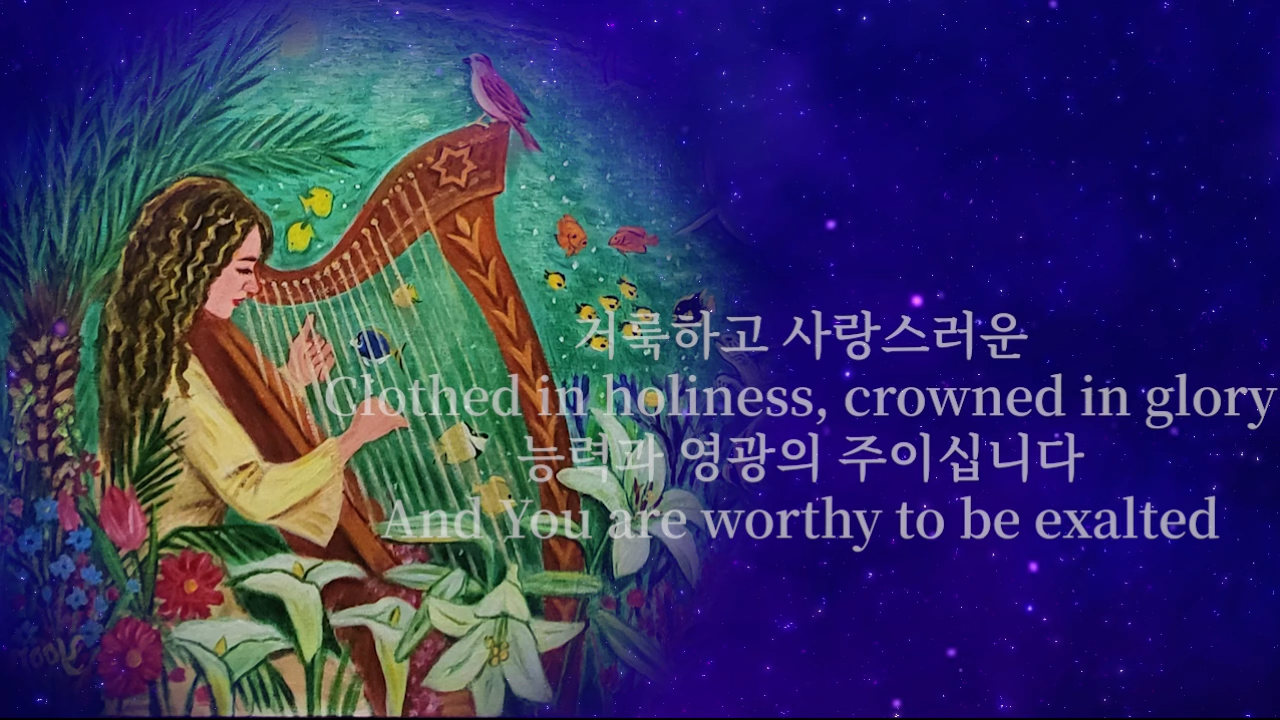 거룩하고 사랑스러운
Clothed in holiness, crowned in glory
능력과 영광의 주이십니다
And You are worthy to be exalted